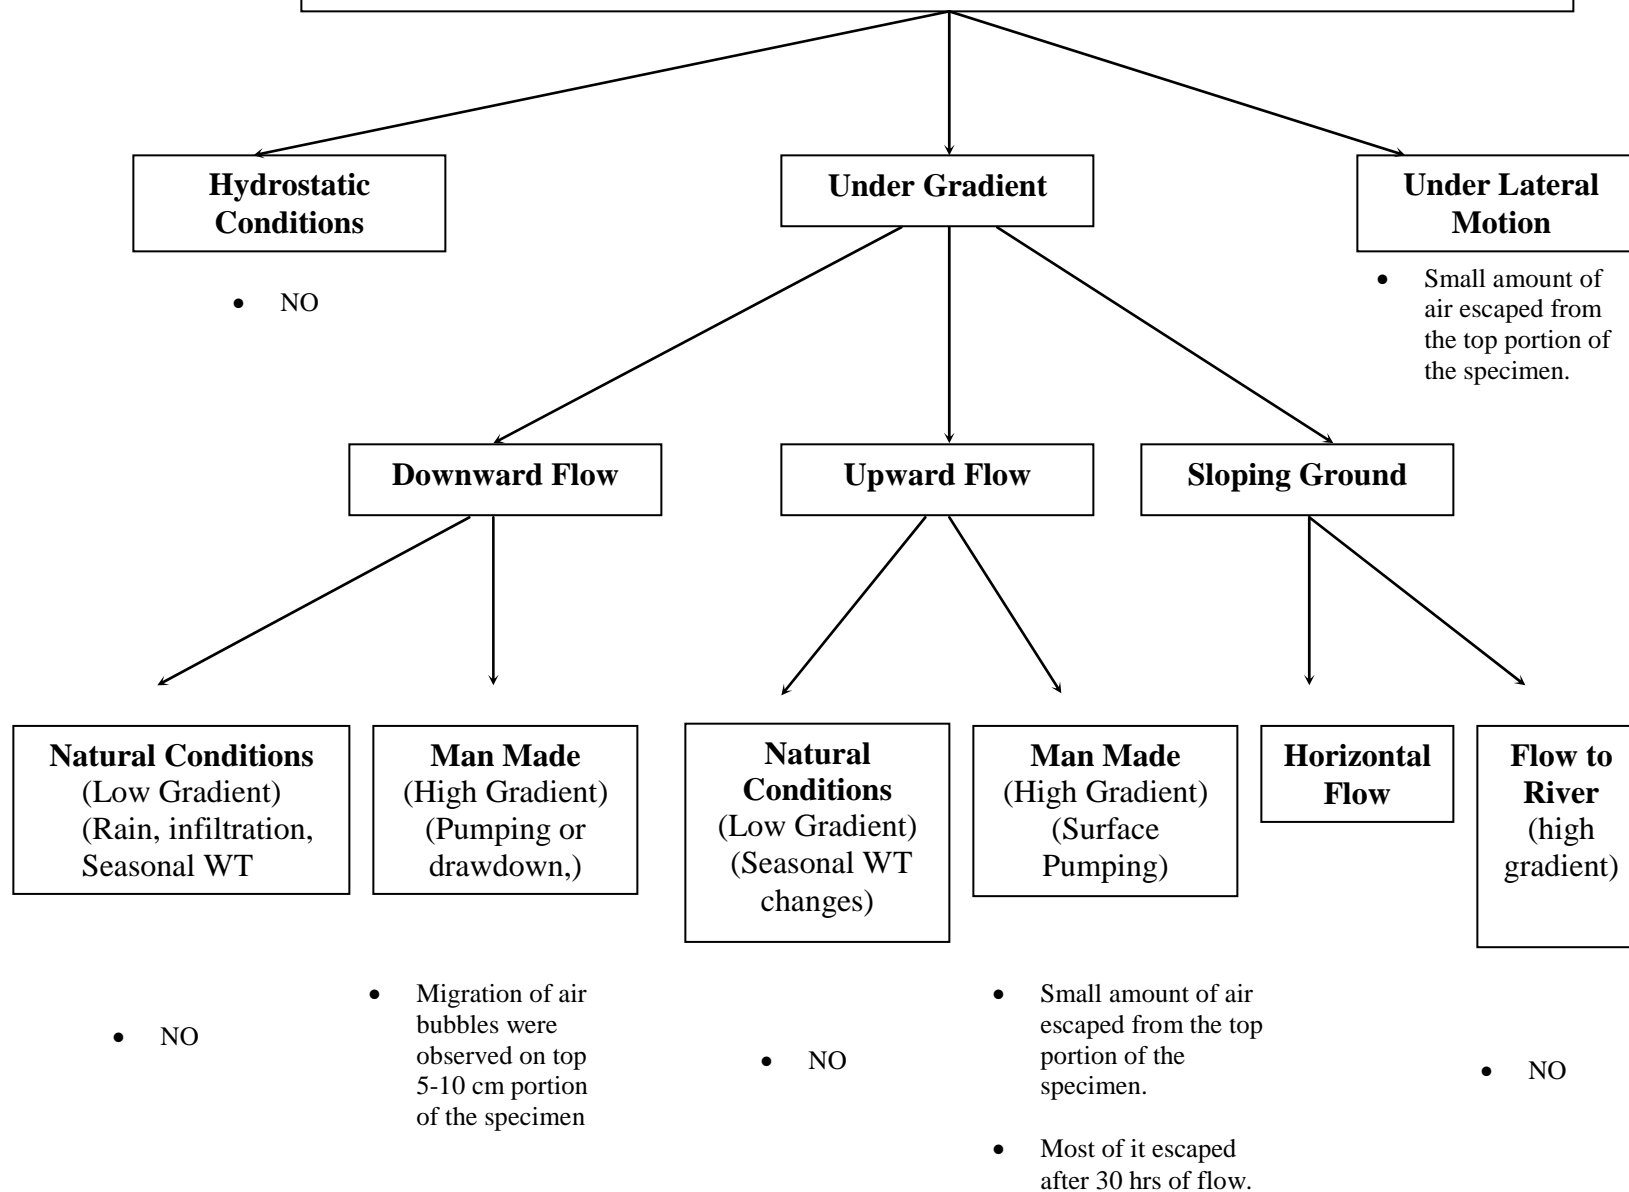 Hydrostatic
Conditions
Under Gradient
Under Lateral
Motion
• NO
• Small amount of
air escaped from
the top portion of
the specimen.
Downward Flow
Upward Flow
Sloping Ground
Natural Conditions
(Low Gradient)
(Rain, infiltration,
Seasonal WT
Man Made
(High Gradient)
(Pumping or
drawdown,)
Natural
Conditions
(Low Gradient)
(Seasonal WT
changes)
Man Made
(High Gradient)
(Surface
Pumping)
Horizontal
Flow
Flow to
River
(high
gradient)
• NO
• Migration of air
bubbles were
observed on top
5-10 cm portion
of the specimen
• NO
• Small amount of air
escaped from the top
portion of the
specimen.
• Most of it escaped
after 30 hrs of flow.
• NO